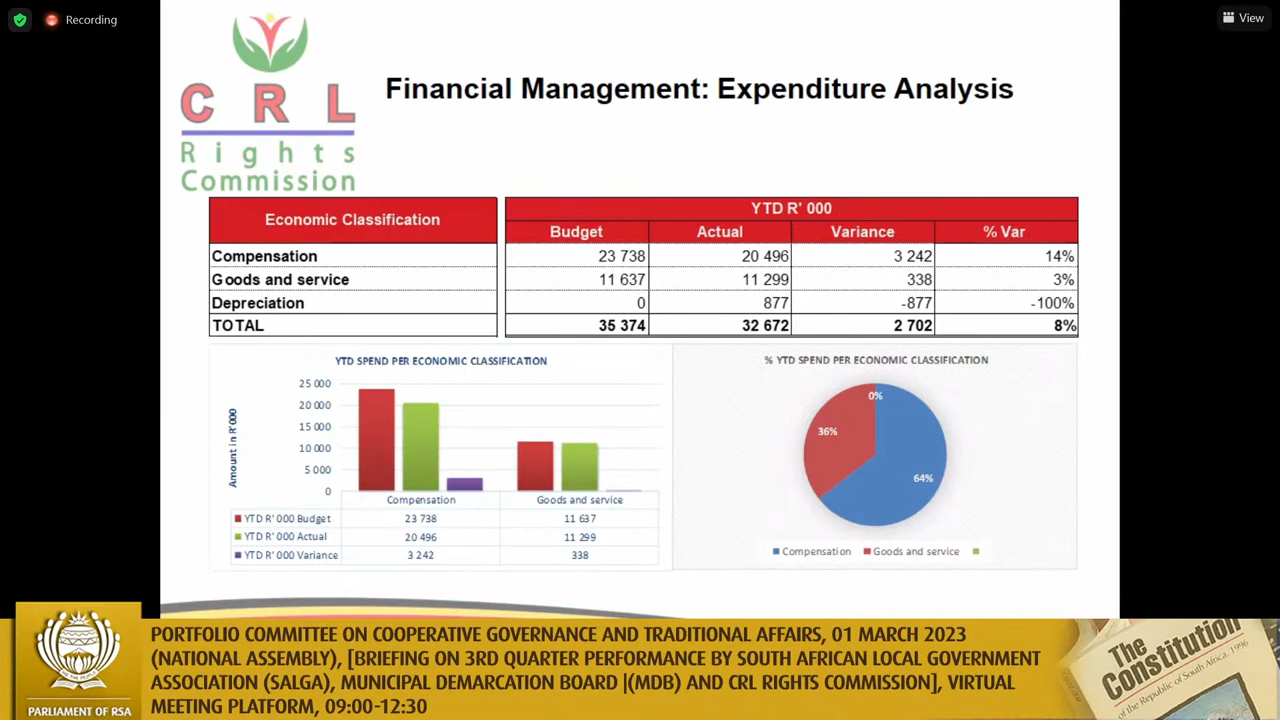 Recording
View
C R L
Rights
Commission
Financial Management: Expenditure Analysis
Economic Classification
YTD R' 000
Budget Actual Variance % Var
Compensation 23 738 20 496 3 242 14%
Goods and service 11 637 11 299 338 3%
Depreciation 0 877 -877 -100%
TOTAL 35 374 32 672 2 702 8%
YTD SPEND PER ECONOMIC CLASSIFICATION
Amount in R'000
25 000
20 000
15 000
10 000
5 000
0
Compensation Goods and service
YTD R' 000 Budget 23 738 11 637
YTD R' 000 Actual 20 496 11 299
YTD R' 000 Variance 3 242 338
% YTD SPEND PER ECONOMIC CLASSIFICATION
0%
36%
64%
Compensation Goods and service
PARLIAMENT OF RSA
PORTFOLIO COMMITTEE ON COOPERATIVE GOVERNANCE AND TRADITIONAL AFFAIRS, 01 MARCH 2023
(NATIONAL ASSEMBLY), [BRIEFING ON 3RD QUARTER PERFORMANCE BY SOUTH AFRICAN LOCAL GOVERNMENT
ASSOCIATION (SALGA), MUNICIPAL DEMARCATION BOARD |(MDB) AND CRL RIGHTS COMMISSION], VIRTUAL
MEETING PLATFORM, 09:00-12:30
The
Constitution
of the Republic of South Africa, 1996